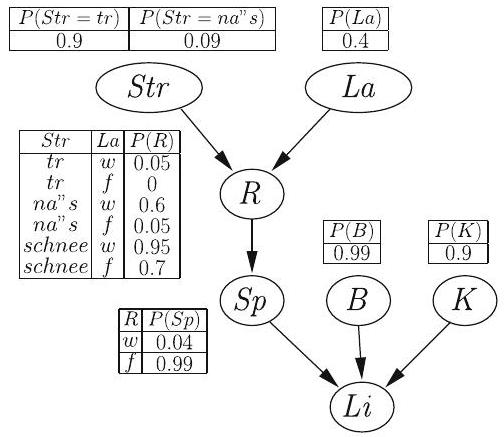 P(Str = tr) P(Str = na"s)
0.9 0.09
P(La)
0.4
Str
La
Str La P(R)
tr w 0.05
tr f 0
na"s w 0.6
na"s f 0.05
schnee w 0.95
schnee f 0.7
R
P(B)
0.99
P(K)
0.9
Sp
B
K
R P(Sp)
w 0.04
f 0.99
Li